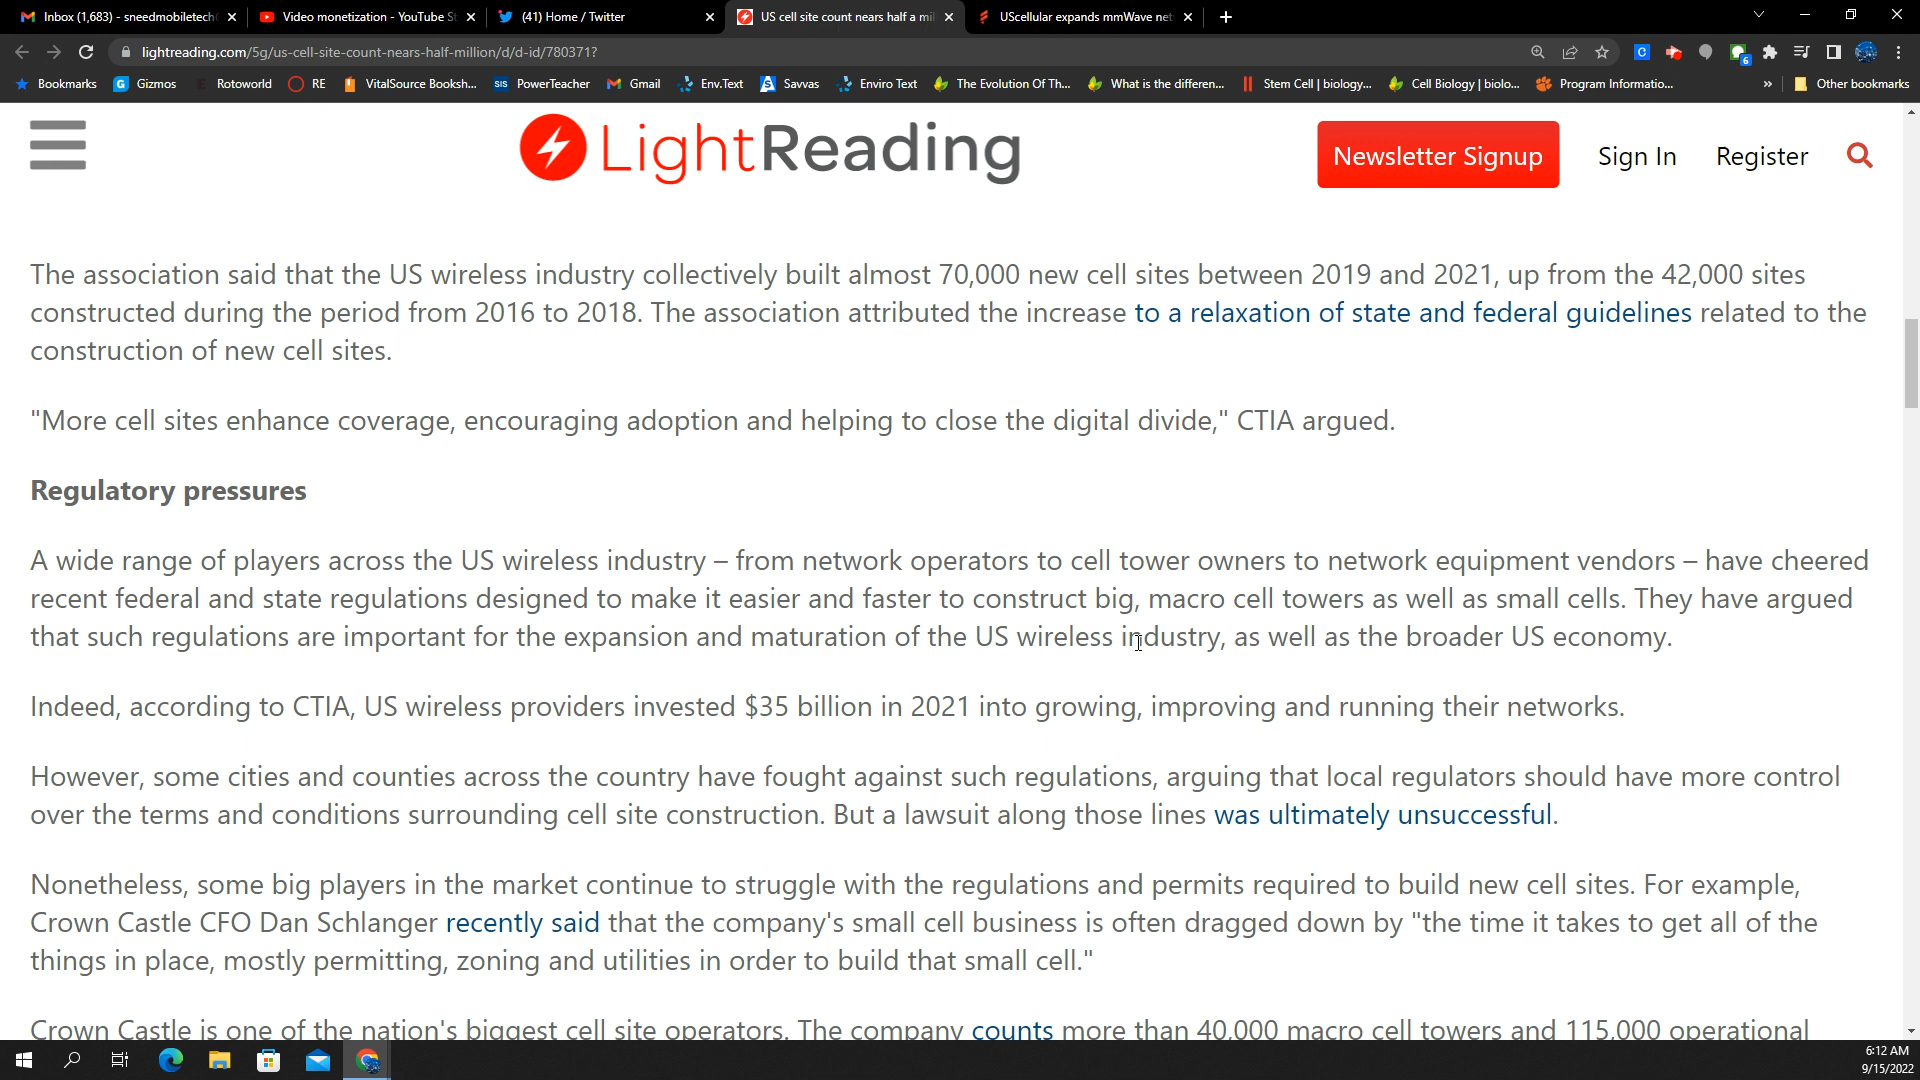 Inbox (1,683) - sneedmobiletech
Video monetization - YouTube S
(41) Home / Twitter
US cell site count nears half a mil
UScellular expands mmWave net
lightreading.com/5g/us-cell-site-count-nears-half-million/d/d-id/780371?
6
Bookmarks
Gizmos
Rotoworld
RE
VitalSource Booksh...
SIS PowerTeacher
Gmail
Env.Text
Savvas
Enviro Text
The Evolution Of Th...
What is the differen...
Stem Cell | biology...
Cell Biology | biolo...
Program Informatio...
»
Other bookmarks
LightReading
Newsletter Signup
Sign In
Register
The association said that the US wireless industry collectively built almost 70,000 new cell sites between 2019 and 2021, up from the 42,000 sites
constructed during the period from 2016 to 2018. The association attributed the increase to a relaxation of state and federal guidelines related to the
construction of new cell sites.
"More cell sites enhance coverage, encouraging adoption and helping to close the digital divide," CTIA argued.
Regulatory pressures
A wide range of players across the US wireless industry – from network operators to cell tower owners to network equipment vendors – have cheered
recent federal and state regulations designed to make it easier and faster to construct big, macro cell towers as well as small cells. They have argued
that such regulations are important for the expansion and maturation of the US wireless industry, as well as the broader US economy.
Indeed, according to CTIA, US wireless providers invested $35 billion in 2021 into growing, improving and running their networks.
However, some cities and counties across the country have fought against such regulations, arguing that local regulators should have more control
over the terms and conditions surrounding cell site construction. But a lawsuit along those lines was ultimately unsuccessful.
Nonetheless, some big players in the market continue to struggle with the regulations and permits required to build new cell sites. For example,
Crown Castle CFO Dan Schlanger recently said that the company's small cell business is often dragged down by "the time it takes to get all of the
things in place, mostly permitting, zoning and utilities in order to build that small cell."
Crown Castle is one of the nation's biggest cell site operators. The company counts more than 40,000 macro cell towers and 115,000 operational
6:12 AM
9/15/2022